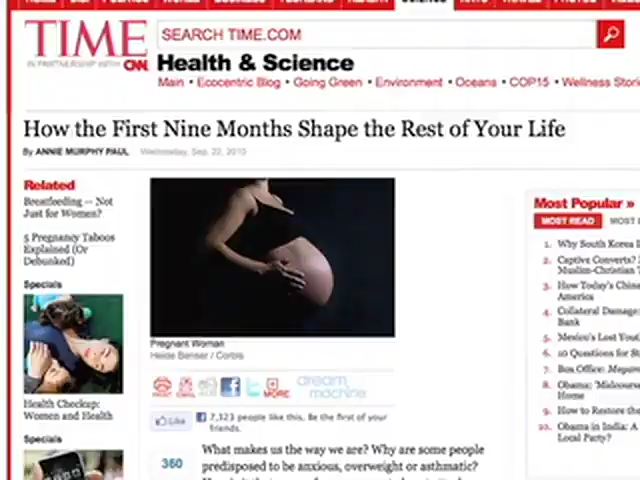 TIME
IN PARTNERSHIP WITH CNN
SEARCH TIME.COM
Health & Science
Main • Ecocentric Blog • Going Green • Environment • Oceans • COP15 • Wellness
How the First Nine Months Shape the Rest of Your Life
By ANNIE MURPHY PAUL Wednesday, Sep. 22, 2010
Related
Breastfeeding — Not
Just for Women?
5 Pregnancy Taboos
Explained (Or
Debunked)
Specials
Health Checkup:
Women and Health
Specials
Pregnant Woman
Heide Benser / Corbis
MORE
dream
machine
Like
7,323 people like this. Be the first of your
friends.
360
What makes us the way we are? Why are some people
predisposed to be anxious, overweight or asthmatic?
Most Popular »
MOST READ MOST
1. Why South Korea
2. Captive Converts?
Muslim-Christian
3. How Today's
America
4. Collateral Damage:
Bank
5. Mexico's Lost
6. 10 Questions for
7. Box Office:
8. Obama:
Home
9. How to Restore the
10. Obama in India: A
Local Party?